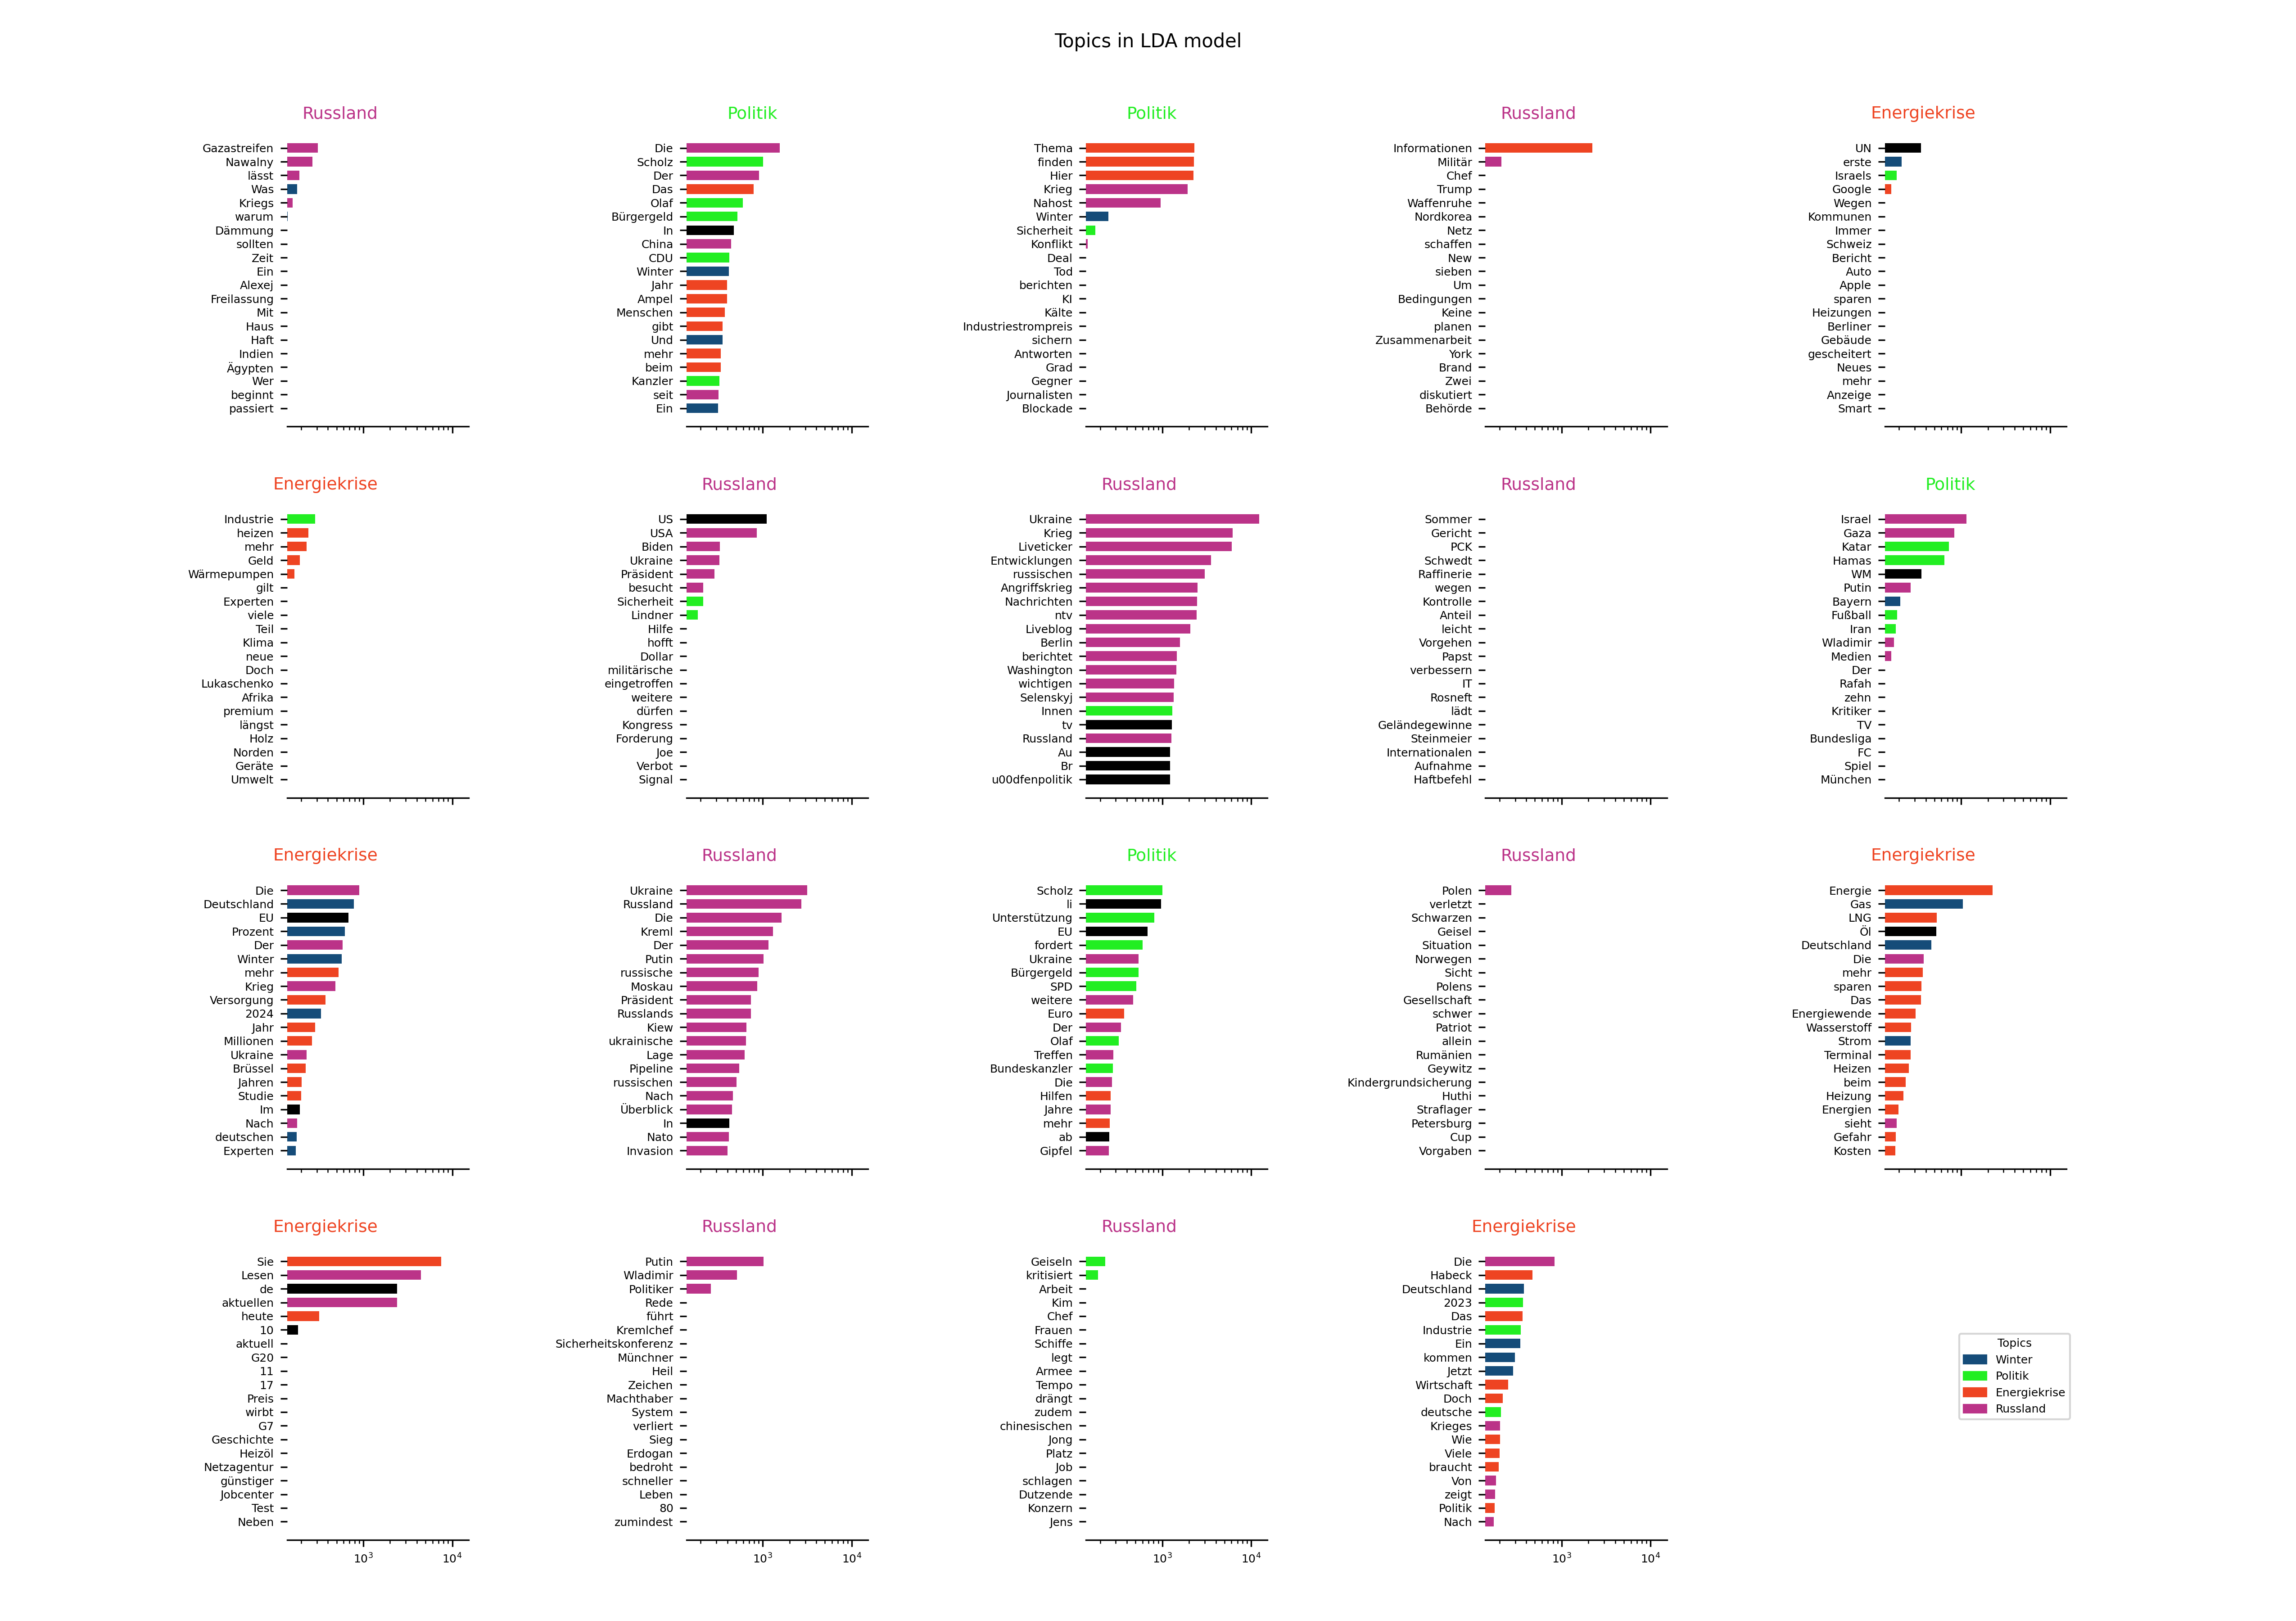 Topics in LDA model
Russland
Gazastreifen
Nawalny
lässt
Was
Kriegs
warum
Dämmung
sollten
Zeit
Ein
Alexej
Freilassung
Mit
Haus
Haft
Indien
Ägypten
Wer
beginnt
passiert
Politik
Die
Scholz
Der
Das
Olaf
Bürgergeld
In
China
CDU
Winter
Jahr
Ampel
Menschen
gibt
Und
mehr
beim
Kanzler
seit
Ein
Politik
Thema
finden
Hier
Krieg
Nahost
Winter
Sicherheit
Konflikt
Deal
Tod
berichten
KI
Kälte
Industriestrompreis
sichern
Antworten
Grad
Gegner
Journalisten
Blockade
Russland
Informationen
Militär
Chef
Trump
Waffenruhe
Nordkorea
Netz
schaffen
New
sieben
Um
Bedingungen
Keine
planen
Zusammenarbeit
York
Brand
Zwei
diskutiert
Behörde
Energiekrise
UN
erste
Israels
Google
Wegen
Kommunen
Immer
Schweiz
Bericht
Auto
Apple
sparen
Heizungen
Berliner
Gebäude
gescheitert
Neues
mehr
Anzeige
Smart
Energiekrise
Industrie
heizen
mehr
Geld
Wärmepumpen
gilt
Experten
viele
Teil
Klima
neue
Doch
Lukaschenko
Afrika
premium
längst
Holz
Norden
Geräte
Umwelt
Russland
US
USA
Biden
Ukraine
Präsident
besucht
Sicherheit
Lindner
Hilfe
hofft
Dollar
militärische
eingetroffen
weitere
dürfen
Kongress
Forderung
Joe
Verbot
Signal
Russland
Ukraine
Krieg
Liveticker
Entwicklungen
russischen
Angriffskrieg
Nachrichten
ntv
Liveblog
Berlin
berichtet
Washington
wichtigen
Selenskyj
Innen
tv
Russland
Au
Br
u00dfenpolitik
Russland
Sommer
Gericht
PCK
Schwedt
Raffinerie
wegen
Kontrolle
Anteil
leicht
Vorgehen
Papst
verbessern
IT
Rosneft
lädt
Geländegewinne
Steinmeier
Internationalen
Aufnahme
Haftbefehl
Politik
Israel
Gaza
Katar
Hamas
WM
Putin
Bayern
Fußball
Iran
Wladimir
Medien
Der
Rafah
zehn
Kritiker
TV
Bundesliga
FC
Spiel
München
Energiekrise
Die
Deutschland
EU
Prozent
Der
Winter
mehr
Krieg
Versorgung
2024
Jahr
Millionen
Ukraine
Brüssel
Jahren
Studie
Im
Nach
deutschen
Experten
Russland
Ukraine
Russland
Die
Kreml
Der
Putin
russische
Moskau
Präsident
Russlands
Kiew
ukrainische
Lage
Pipeline
russischen
Nach
Überblick
In
Nato
Invasion
Politik
Scholz
li
Unterstützung
EU
fordert
Ukraine
Bürgergeld
SPD
weitere
Euro
Der
Olaf
Treffen
Bundeskanzler
Die
Hilfen
Jahre
mehr
ab
Gipfel
Russland
Polen
verletzt
Schwarzen
Geisel
Situation
Norwegen
Sicht
Polens
Gesellschaft
schwer
Patriot
allein
Rumänien
Geywitz
Kindergrundsicherung
Huthi
Straflager
Petersburg
Cup
Vorgaben
Energiekrise
Energie
Gas
LNG
Öl
Deutschland
Die
mehr
sparen
Das
Energiewende
Wasserstoff
Strom
Terminal
Heizen
beim
Heizung
Energien
sieht
Gefahr
Kosten
Energiekrise
Sie
Lesen
de
aktuellen
heute
10
aktuell
G20
11
17
Preis
wirbt
G7
Geschichte
Heizöl
Netzagentur
günstiger
Jobcenter
Test
Neben
10³ 10⁴
Russland
Putin
Wladimir
Politiker
Rede
führt
Kremlchef
Sicherheitskonferenz
Münchner
Heil
Zeichen
Machthaber
System
verliert
Sieg
Erdogan
bedroht
schneller
Leben
80
zumindest
10³ 10⁴
Russland
Geiseln
kritisiert
Arbeit
Kim
Chef
Frauen
Schiffe
legt
Armee
Tempo
drängt
zudem
chinesischen
Jong
Platz
Job
schlagen
Dutzende
Konzern
Jens
10³ 10⁴
Energiekrise
Die
Habeck
Deutschland
2023
Das
Industrie
Ein
kommen
Jetzt
Wirtschaft
Doch
deutsche
Krieges
Wie
Viele
braucht
Von
zeigt
Politik
Nach
10³ 10⁴
Topics
Winter
Politik
Energiekrise
Russland